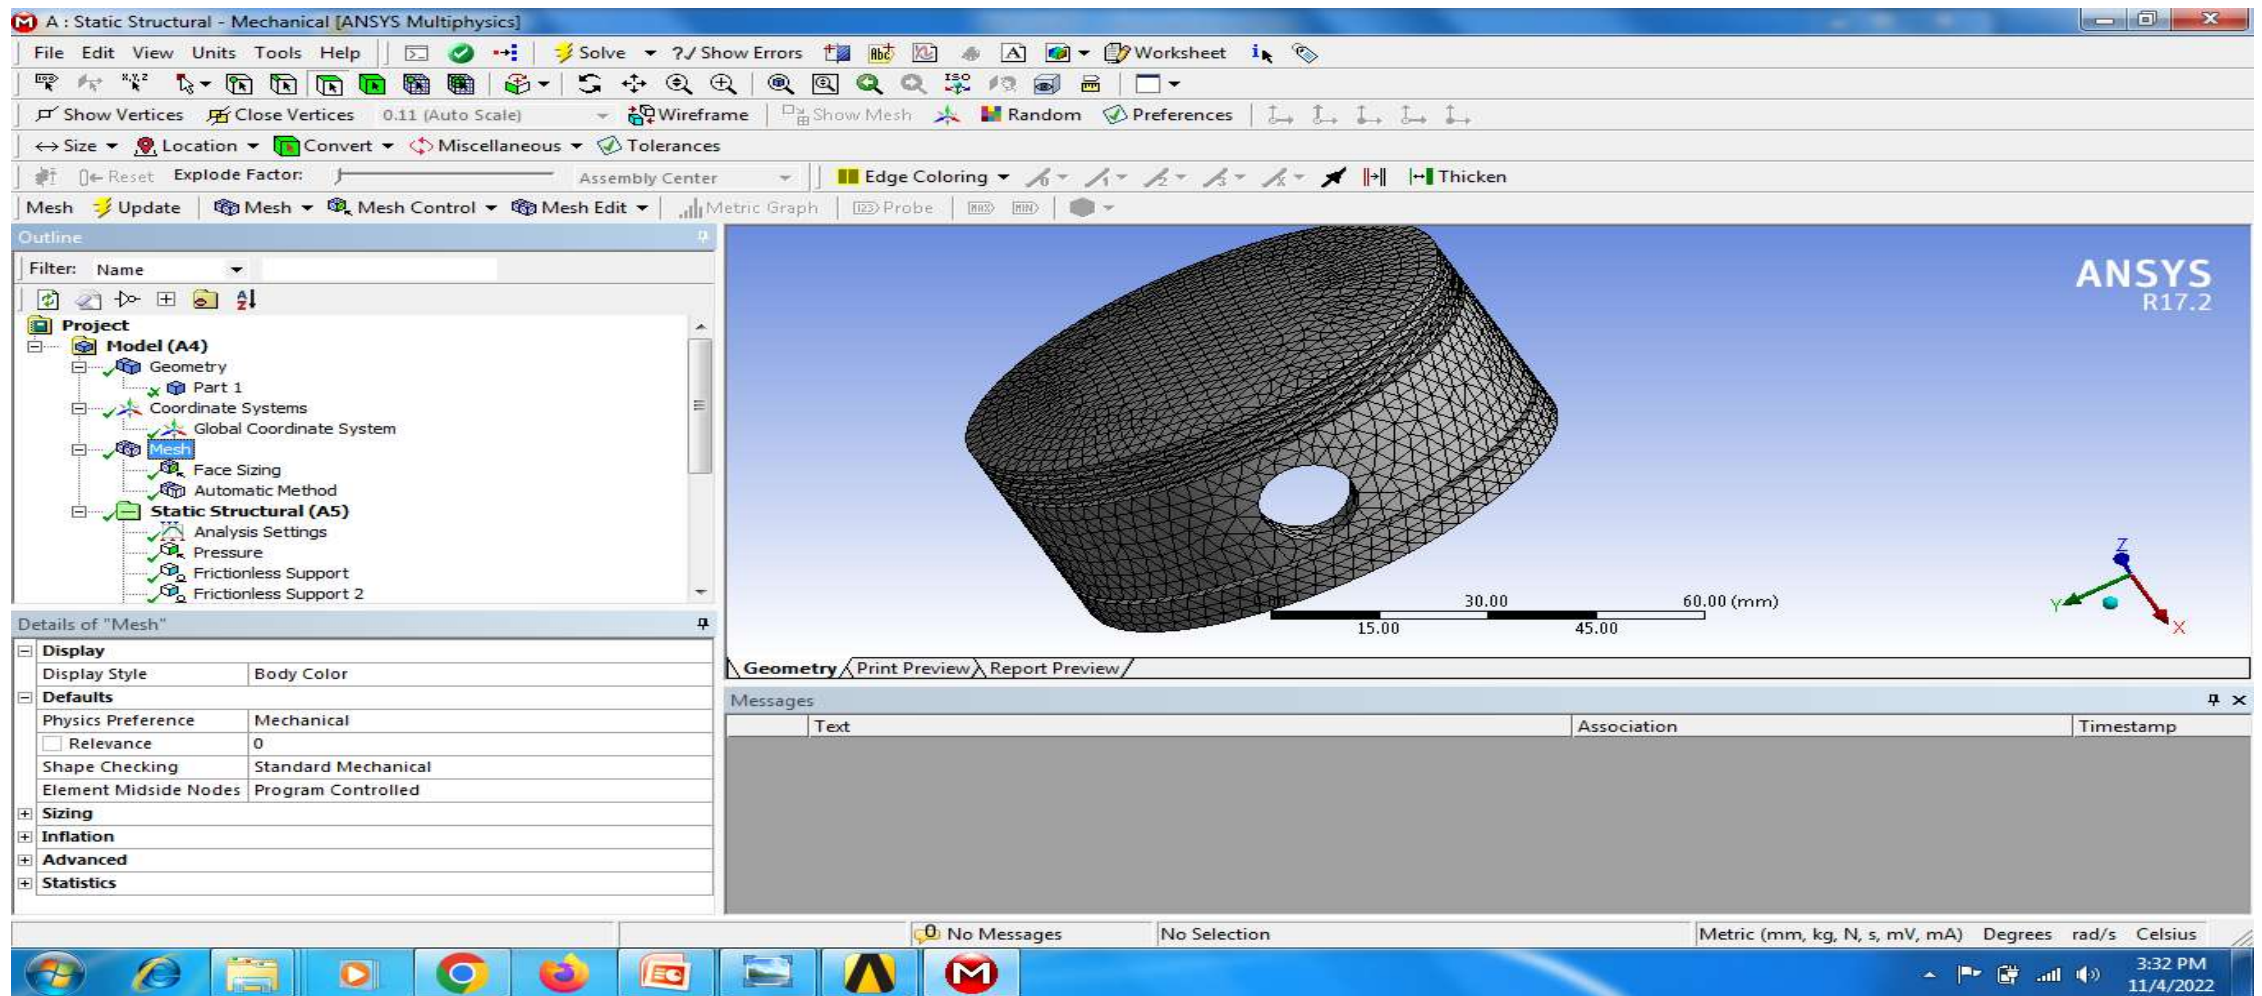 A : Static Structural - Mechanical [ANSYS Multiphysics]
File Edit View Units Tools Help Solve ?/ Show Errors Worksheet
Show Vertices Close Vertices 0.11 (Auto Scale) Wireframe Show Mesh Random Preferences
Size Location Convert Miscellaneous Tolerances
Reset Explode Factor: Assembly Center Edge Coloring Thicken
Mesh Update Mesh Mesh Control Mesh Edit Metric Graph Probe
Outline
Filter: Name
Project
Model (A4)
Geometry
Part 1
Coordinate Systems
Global Coordinate System
Mesh
Face Sizing
Automatic Method
Static Structural (A5)
Analysis Settings
Pressure
Frictionless Support
Frictionless Support 2
Details of "Mesh"
Display
Display Style Body Color
Defaults
Physics Preference Mechanical
Relevance 0
Shape Checking Standard Mechanical
Element Midside Nodes Program Controlled
Sizing
Inflation
Advanced
Statistics
ANSYS
R17.2
30.00 60.00 (mm)
15.00 45.00
Z
Y
X
Geometry Print Preview Report Preview
Messages
Text Association Timestamp
No Messages No Selection Metric (mm, kg, N, s, mV, mA) Degrees rad/s Celsius
3:32 PM
11/4/2022